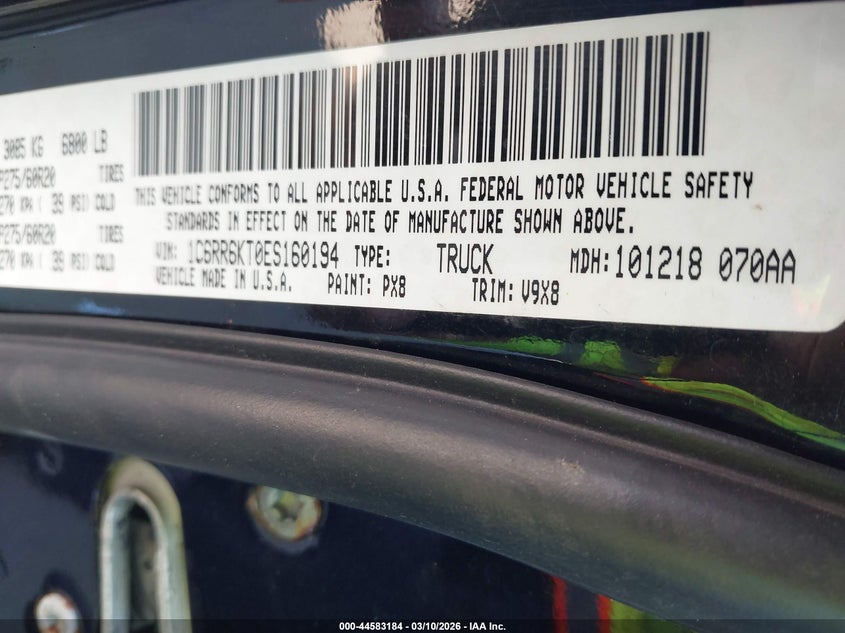 3085 KG 6800 LB
P275/60R20 TIRES
270 KPA ( 39 PSI) COLD
P275/60R20 TIRES
270 KPA ( 39 PSI) COLD
THIS VEHICLE CONFORMS TO ALL APPLICABLE U.S.A. FEDERAL MOTOR VEHICLE SAFETY
STANDARDS IN EFFECT ON THE DATE OF MANUFACTURE SHOWN ABOVE.
VIN: 1C6RR6KT0ES160194 TYPE: TRUCK MDH: 101218 070AA
VEHICLE MADE IN U.S.A. PAINT: PX8 TRIM: V9X8
000-44583184 - 03/10/2026 - IAA Inc.